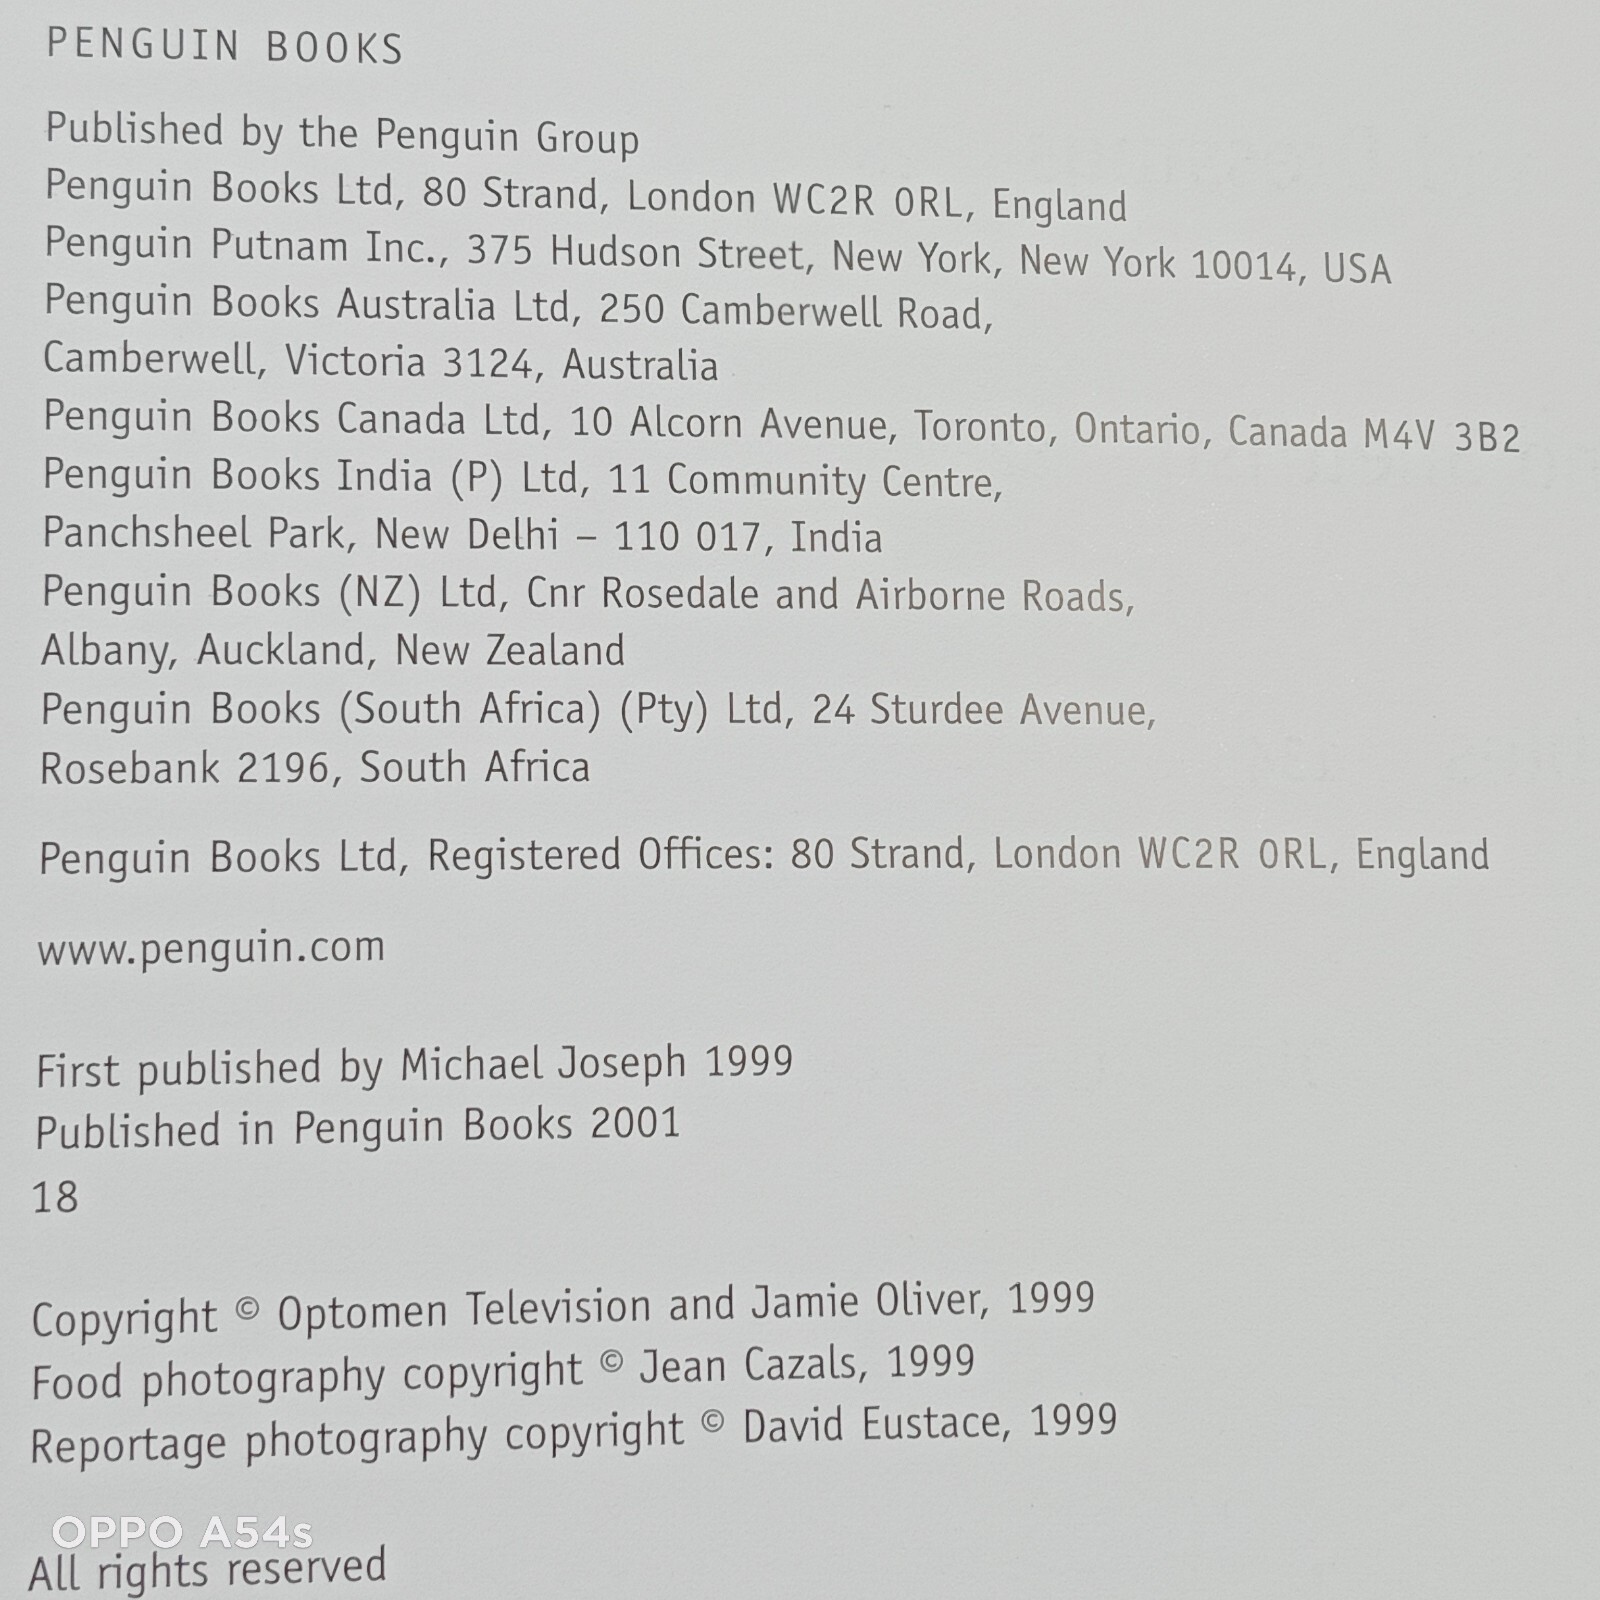 PENGUIN BOOKS
Published by the Penguin Group
Penguin Books Ltd, 80 Strand, London WC2R 0RL, England
Penguin Putnam Inc., 375 Hudson Street, New York, New York 10014, USA
Penguin Books Australia Ltd, 250 Camberwell Road,
Camberwell, Victoria 3124, Australia
Penguin Books Canada Ltd, 10 Alcorn Avenue, Toronto, Ontario, Canada M4V 3B2
Penguin Books India (P) Ltd, 11 Community Centre,
Panchsheel Park, New Delhi – 110 017, India
Penguin Books (NZ) Ltd, Cnr Rosedale and Airborne Roads,
Albany, Auckland, New Zealand
Penguin Books (South Africa) (Pty) Ltd, 24 Sturdee Avenue,
Rosebank 2196, South Africa
Penguin Books Ltd, Registered Offices: 80 Strand, London WC2R 0RL, England
www.penguin.com
First published by Michael Joseph 1999
Published in Penguin Books 2001
18
Copyright © Optomen Television and Jamie Oliver, 1999
Food photography copyright © Jean Cazals, 1999
Reportage photography copyright © David Eustace, 1999
OPPO A54s
All rights reserved